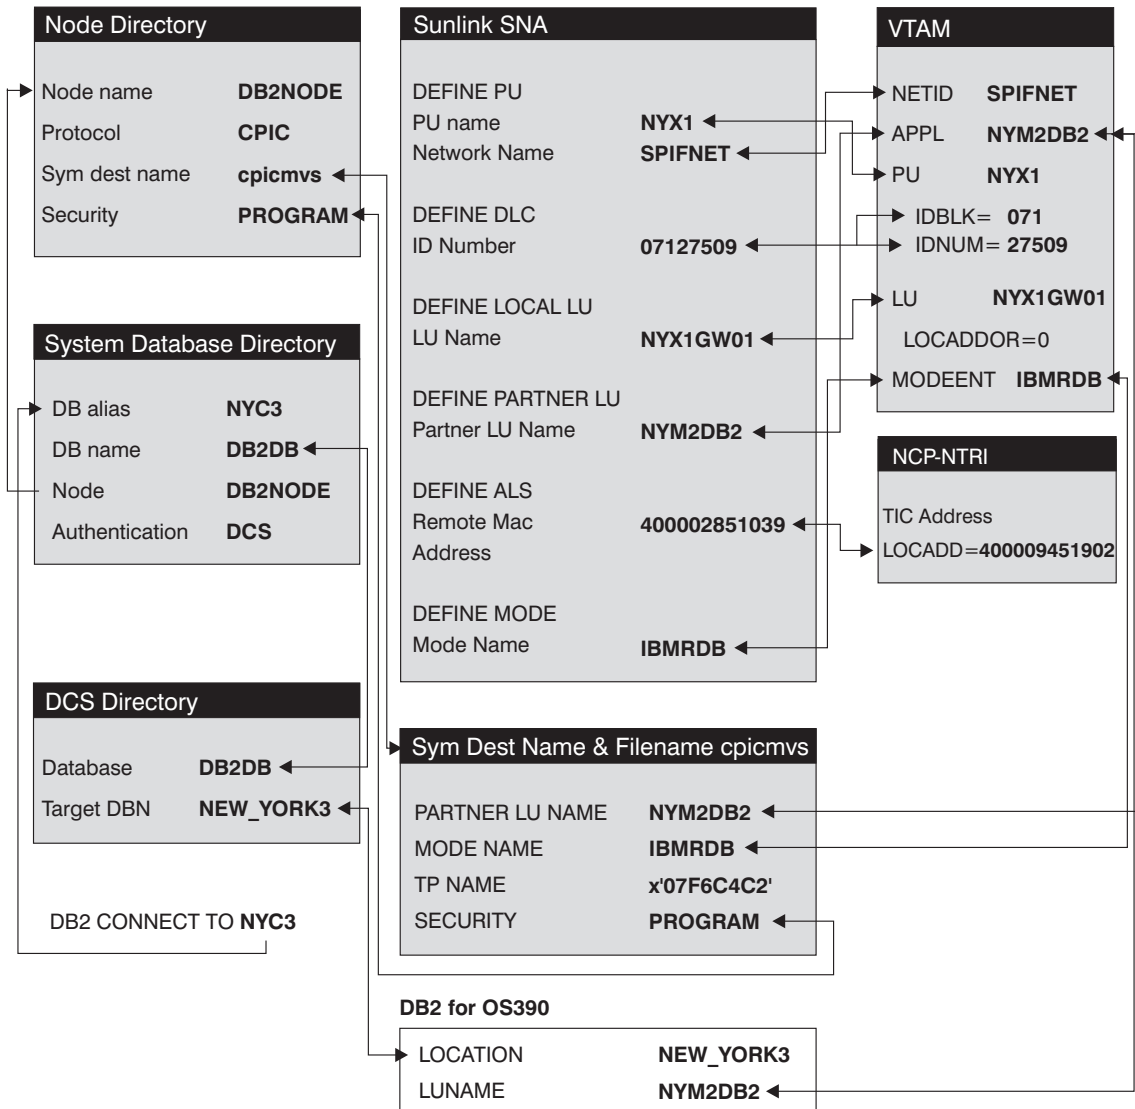 Node Directory
Node name DB2NODE
Protocol CPIC
Sym dest name cpicmvs
Security PROGRAM
System Database Directory
DB alias NYC3
DB name DB2DB
Node DB2NODE
Authentication DCS
DCS Directory
Database DB2DB
Target DBN NEW_YORK3
DB2 CONNECT TO NYC3
Sunlink SNA
DEFINE PU
PU name NYX1
Network Name SPIFNET
DEFINE DLC
ID Number 07127509
DEFINE LOCAL LU
LU Name NYX1GW01
DEFINE PARTNER LU
Partner LU Name NYM2DB2
DEFINE ALS
Remote Mac 400002851039
Address
DEFINE MODE
Mode Name IBMRDB
Sym Dest Name & Filename cpicmvs
PARTNER LU NAME NYM2DB2
MODE NAME IBMRDB
TP NAME x'07F6C4C2'
SECURITY PROGRAM
DB2 for OS390
LOCATION NEW_YORK3
LUNAME NYM2DB2
VTAM
NETID SPIFNET
APPL NYM2DB2
PU NYX1
IDBLK= 071
IDNUM= 27509
LU NYX1GW01
LOCADDOR=0
MODEENT IBMRDB
NCP-NTRI
TIC Address
LOCADD=400009451902